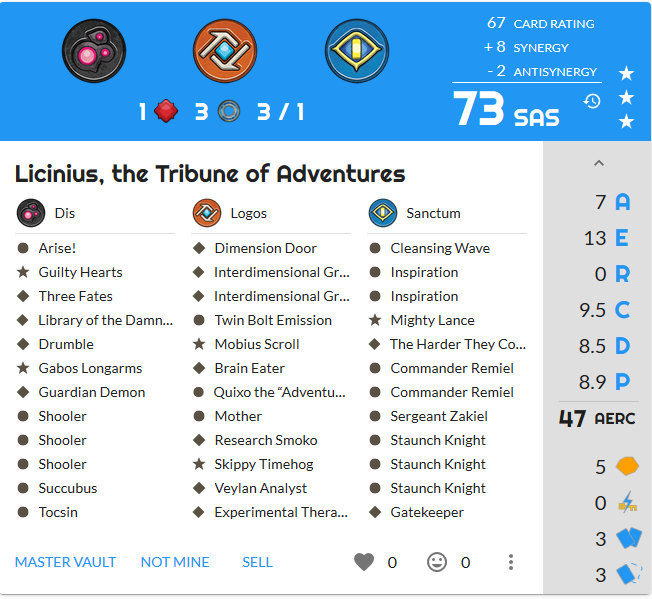 67 CARD RATING
+ 8 SYNERGY
- 2 ANTISYNERGY
1 3 3 / 1
73 SAS
Licinius, the Tribune of Adventures
Dis Logos Sanctum
Arise! Dimension Door Cleansing Wave
Guilty Hearts Interdimensional Gr... Inspiration
Three Fates Interdimensional Gr... Inspiration
Library of the Damn... Twin Bolt Emission Mighty Lance
Drumble Mobius Scroll The Harder They Co...
Gabos Longarms Brain Eater Commander Remiel
Guardian Demon Quixo the “Adventu... Commander Remiel
Shooler Mother Sergeant Zakiel
Shooler Research Smoko Staunch Knight
Shooler Skippy Timehog Staunch Knight
Succubus Veylan Analyst Staunch Knight
Tocsin Experimental Thera... Gatekeeper
MASTER VAULT NOT MINE SELL 0 0
7 A
13 E
0 R
9.5 C
8.5 D
8.9 P
47 AERC
5
0
3
3